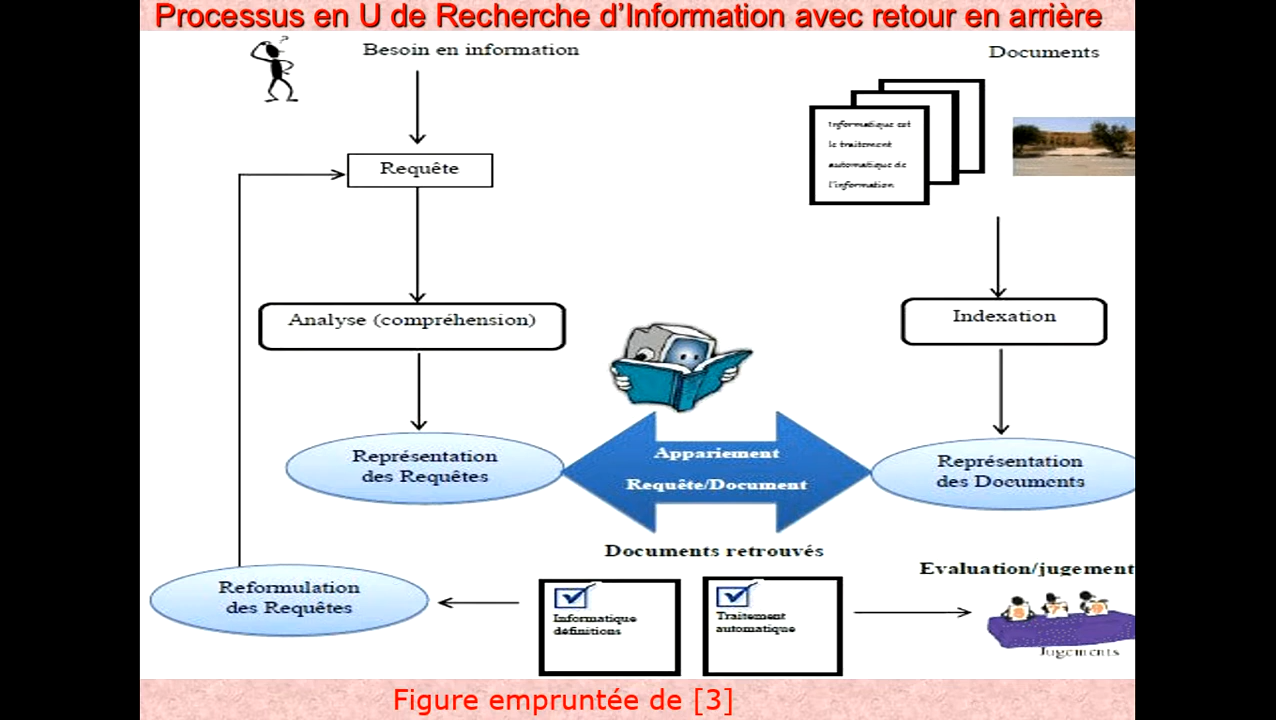 Processus en U de Recherche d’Information avec retour en arrière
Besoin en information
Documents
Informatique est
le traitement
automatique de
l'information
Requête
Analyse (compréhension)
Indexation
Représentation
des Requêtes
Appariement
Requête/Document
Représentation
des Documents
Documents retrouvés
Evaluation/jugement
Reformulation
des Requêtes
Informatique
définitions
Traitement
automatique
Jugements
Figure empruntée de [3]